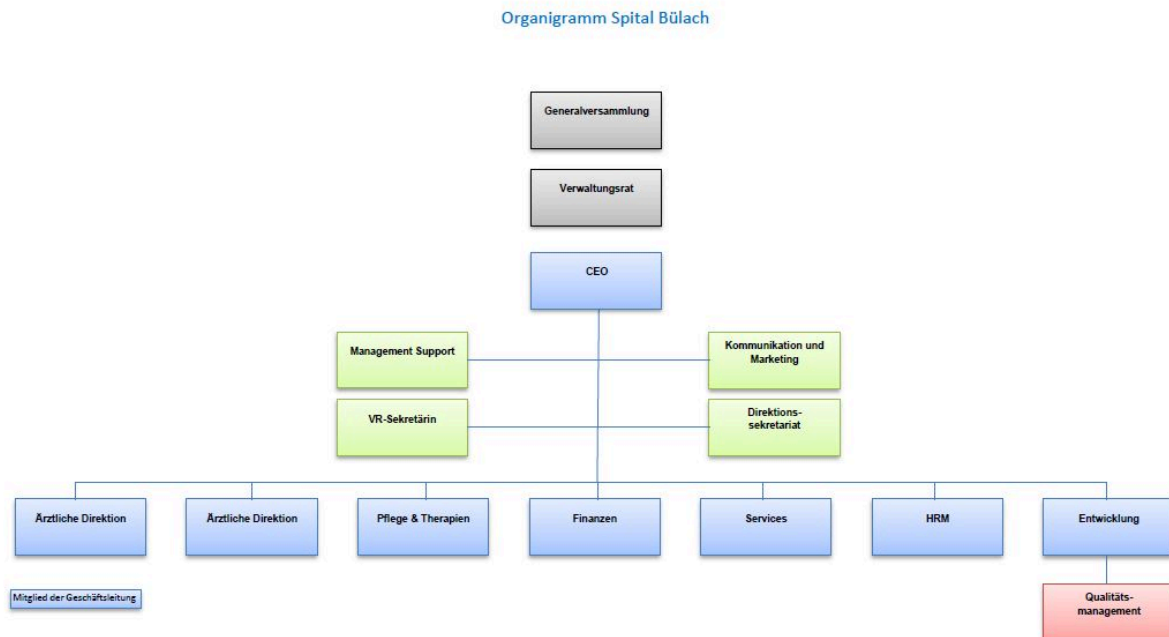 Organigramm Spital Bülach
Generalversammlung
Verwaltungsrat
CEO
Management Support
Kommunikation und
Marketing
VR-Sekretärin
Direktions-
sekretariat
Ärztliche Direktion
Ärztliche Direktion
Pflege & Therapien
Finanzen
Services
HRM
Entwicklung
Mitglied der Geschäftsleitung
Qualitäts-
management